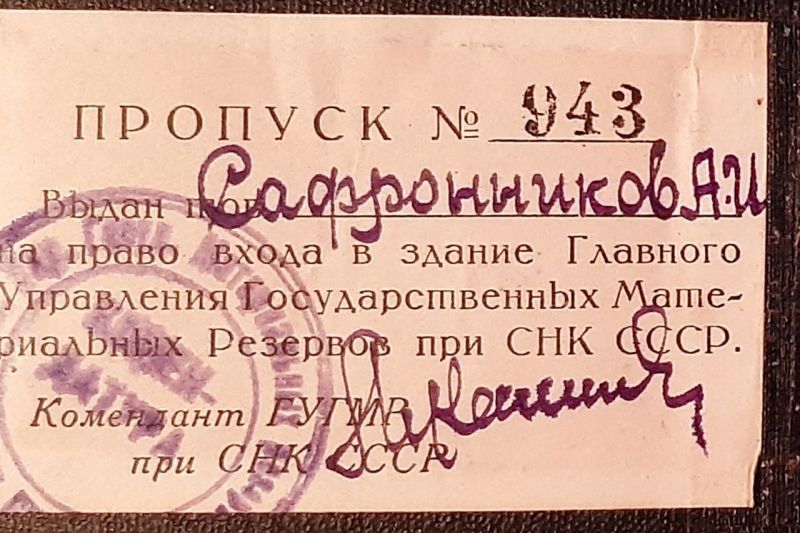 ПРОПУСК № 943
Выдан тов. Сафронников А.И
на право входа в здание Главного
Управления Государственных Мате-
риальных Резервов при СНК СССР.
Комендант ГУГМР
при СНК СССР